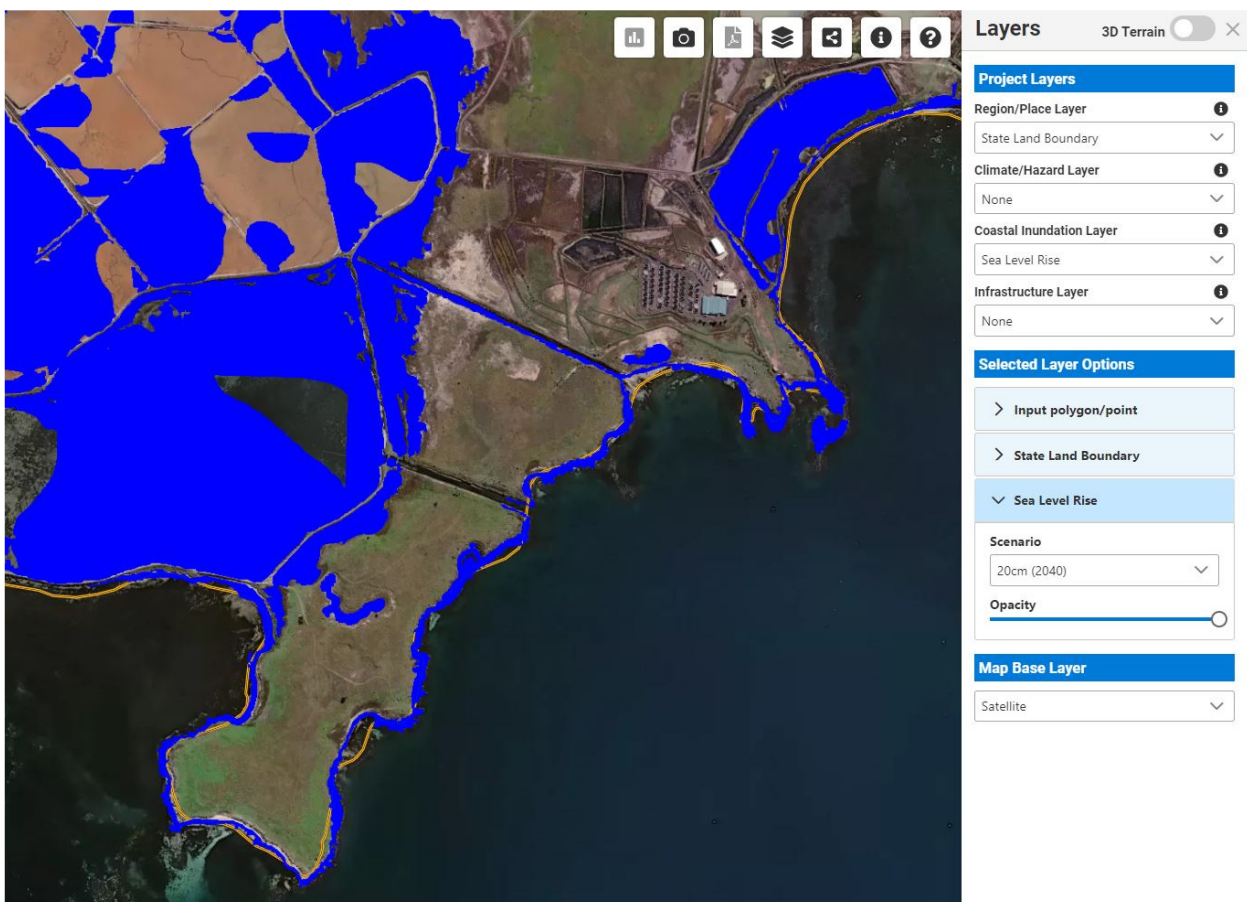 Layers
3D Terrain
Project Layers
Region/Place Layer
State Land Boundary
Climate/Hazard Layer
None
Coastal Inundation Layer
Sea Level Rise
Infrastructure Layer
None
Selected Layer Options
Input polygon/point
State Land Boundary
Sea Level Rise
Scenario
20cm (2040)
Opacity
Map Base Layer
Satellite